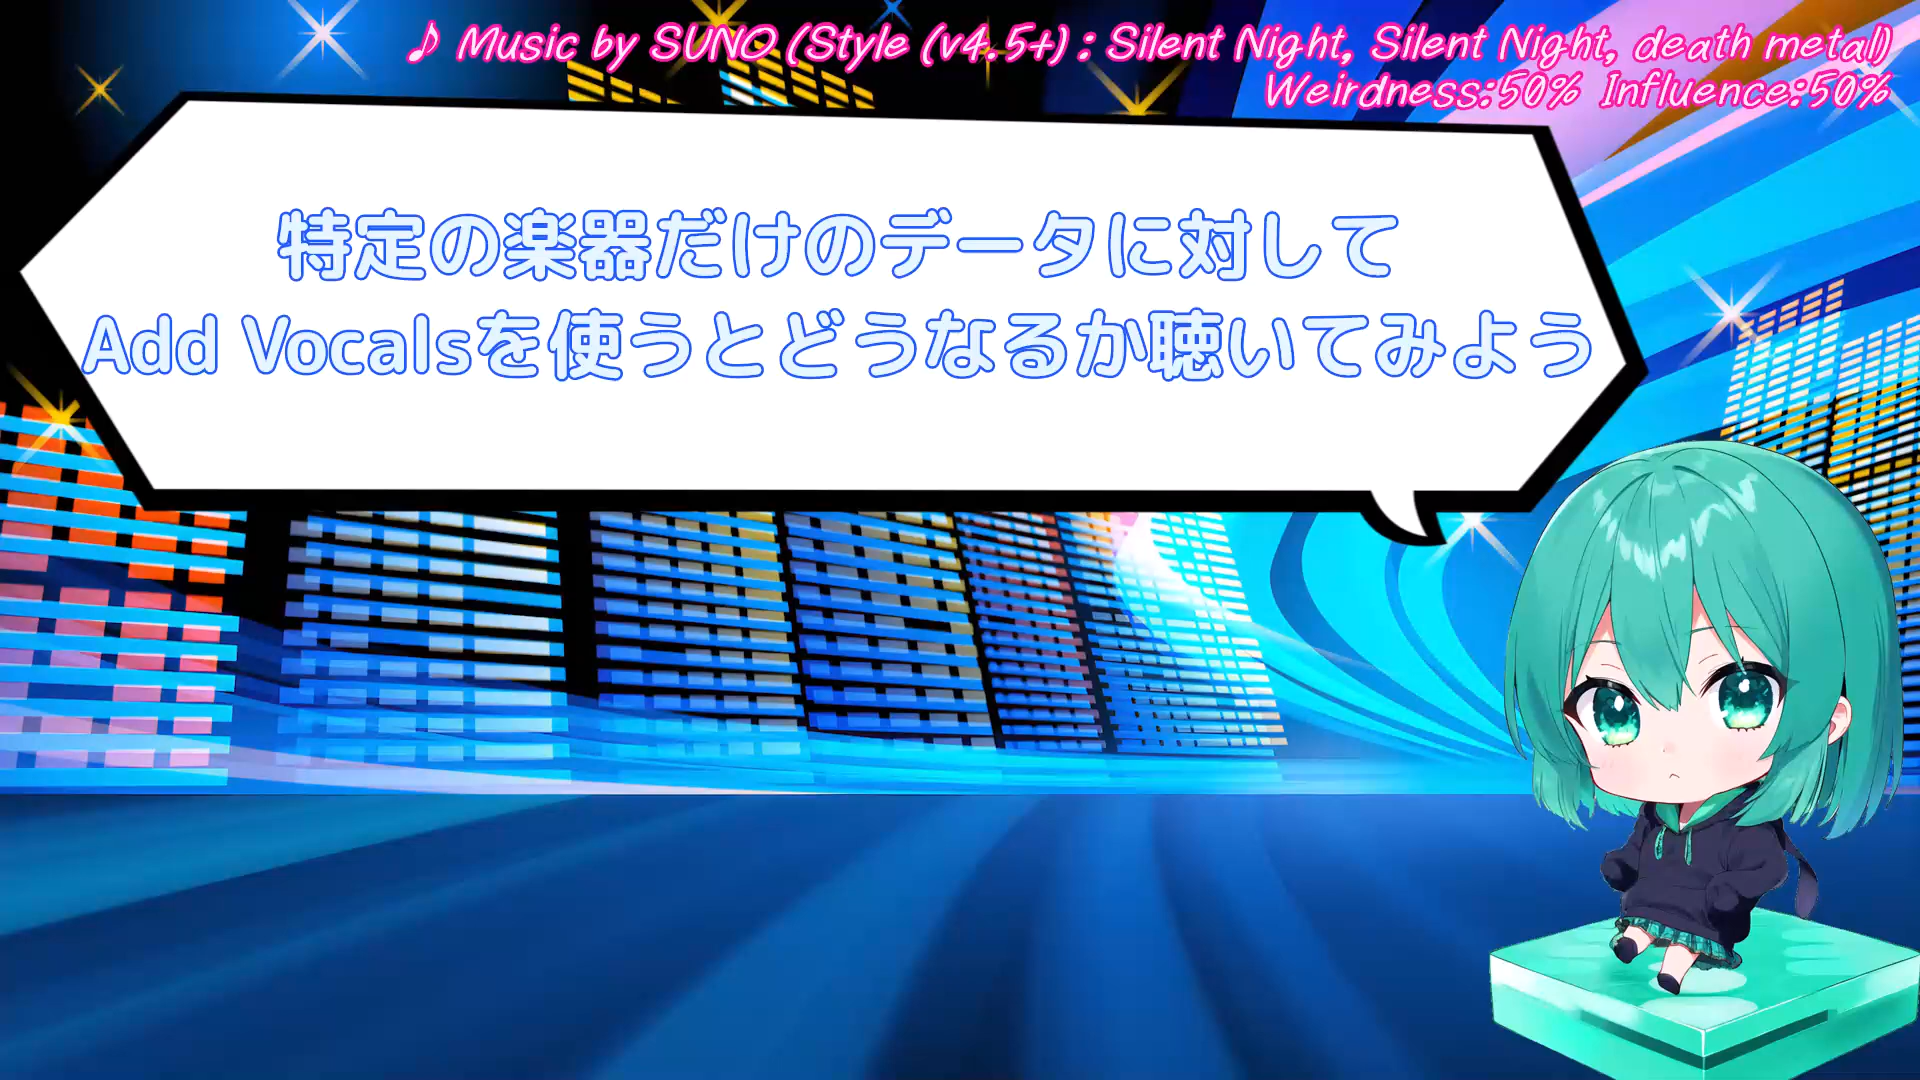 ♪ Music by SUNO (Style (v4.5+) : Silent Night, Silent Night, death metal)
Weirdness:50% Influence:50%
特定の楽器だけのデータに対して
Add Vocalsを使うとどうなるか聴いてみよう